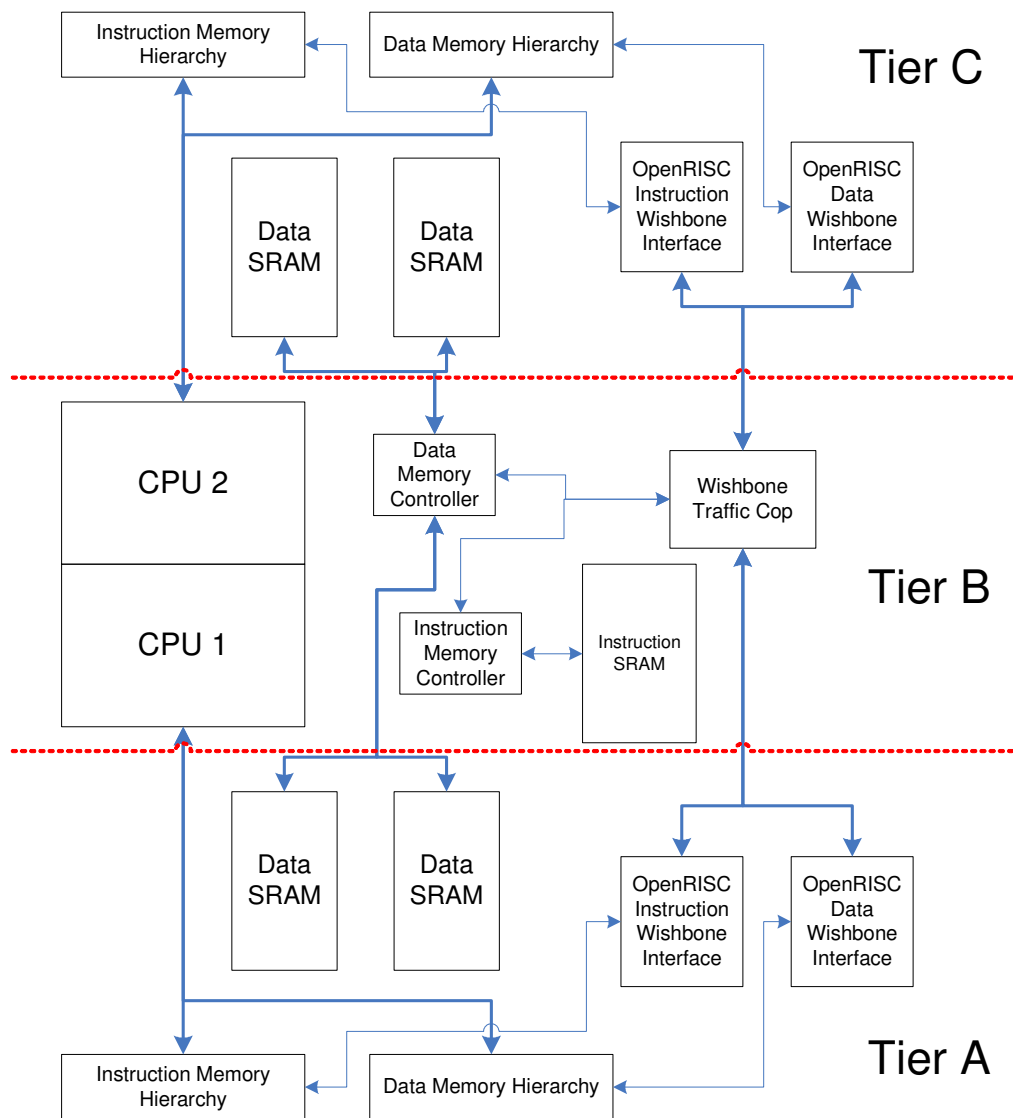 Instruction Memory
Hierarchy
Data Memory Hierarchy
Tier C
OpenRISC
Instruction
Wishbone
Interface
OpenRISC
Data
Wishbone
Interface
Data
SRAM
Data
SRAM
CPU 2
Data
Memory
Controller
Wishbone
Traffic Cop
Tier B
CPU 1
Instruction
Memory
Controller
Instruction
SRAM
Data
SRAM
Data
SRAM
OpenRISC
Instruction
Wishbone
Interface
OpenRISC
Data
Wishbone
Interface
Tier A
Instruction Memory
Hierarchy
Data Memory Hierarchy